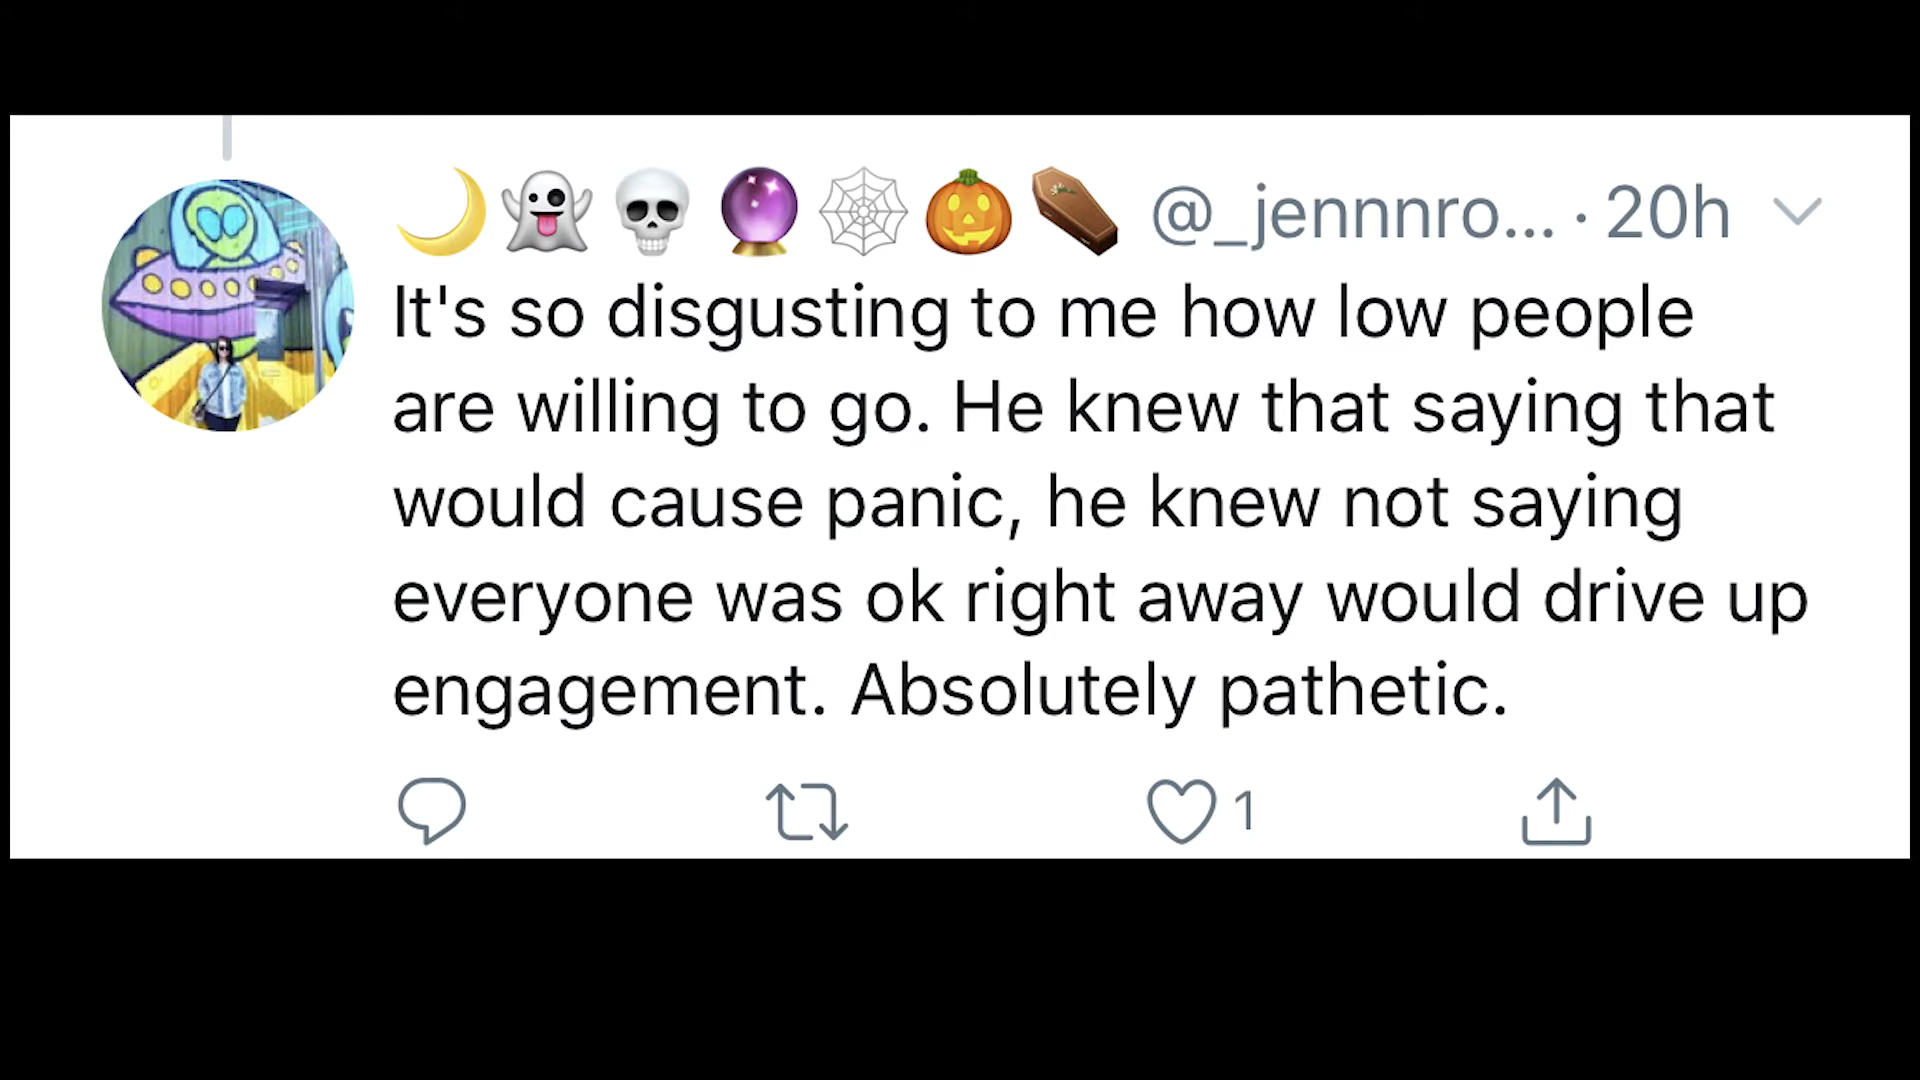 🌙👻💀🔮🕸🎃⚰ @_jennnro... · 20h
It's so disgusting to me how low people
are willing to go. He knew that saying that
would cause panic, he knew not saying
everyone was ok right away would drive up
engagement. Absolutely pathetic.
1